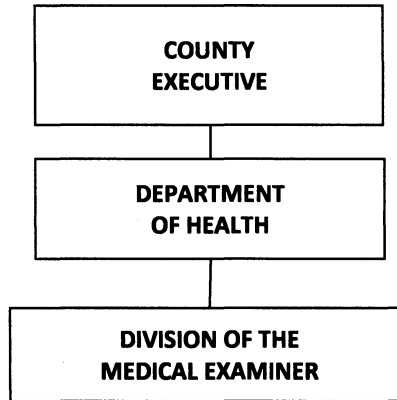 COUNTY
EXECUTIVE
DEPARTMENT
OF HEALTH
DIVISION OF THE
MEDICAL EXAMINER